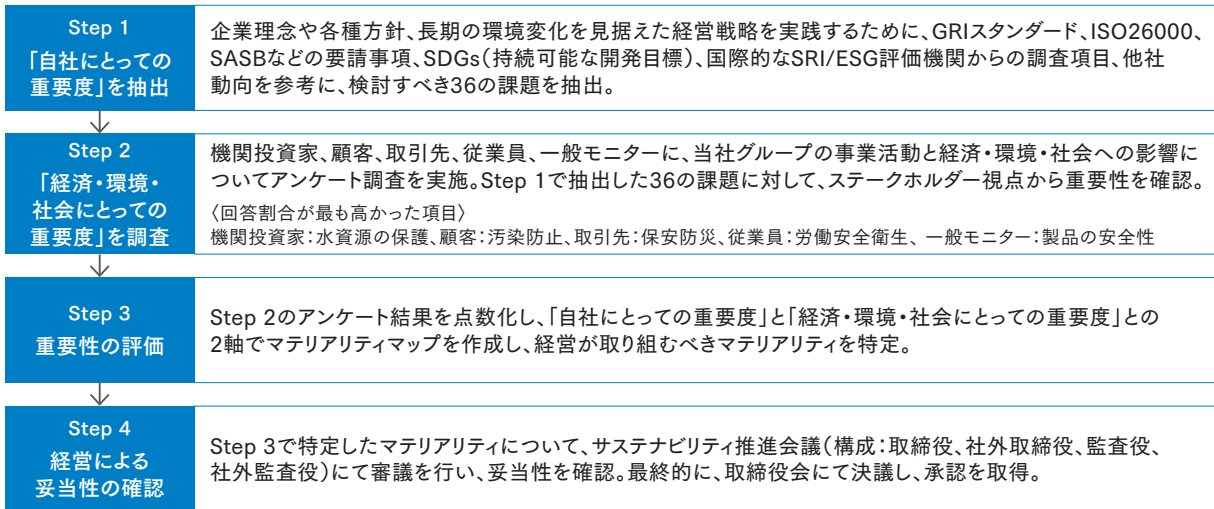 Step 1
「自社にとっての
重要度」を抽出
企業理念や各種方針、長期の環境変化を見据えた経営戦略を実践するために、GRIスタンダード、ISO26000、
SASBなどの要請事項、SDGs（持続可能な開発目標）、国際的なSRI/ESG評価機関からの調査項目、他社
動向を参考に、検討すべき36の課題を抽出。
Step 2
「経済・環境・
社会にとっての
重要度」を調査
機関投資家、顧客、取引先、従業員、一般モニターに、当社グループの事業活動と経済・環境・社会への影響に
ついてアンケート調査を実施。Step 1で抽出した36の課題に対して、ステークホルダー視点から重要性を確認。
〈回答割合が最も高かった項目〉
機関投資家：水資源の保護、顧客：汚染防止、取引先：保安防災、従業員：労働安全衛生、一般モニター：製品の安全性
Step 3
重要性の評価
Step 2のアンケート結果を点数化し、「自社にとっての重要度」と「経済・環境・社会にとっての重要度」との
2軸でマテリアリティマップを作成し、経営が取り組むべきマテリアリティを特定。
Step 4
経営による
妥当性の確認
Step 3で特定したマテリアリティについて、サステナビリティ推進会議（構成：取締役、社外取締役、監査役、
社外監査役）にて審議を行い、妥当性を確認。最終的に、取締役会にて決議し、承認を取得。